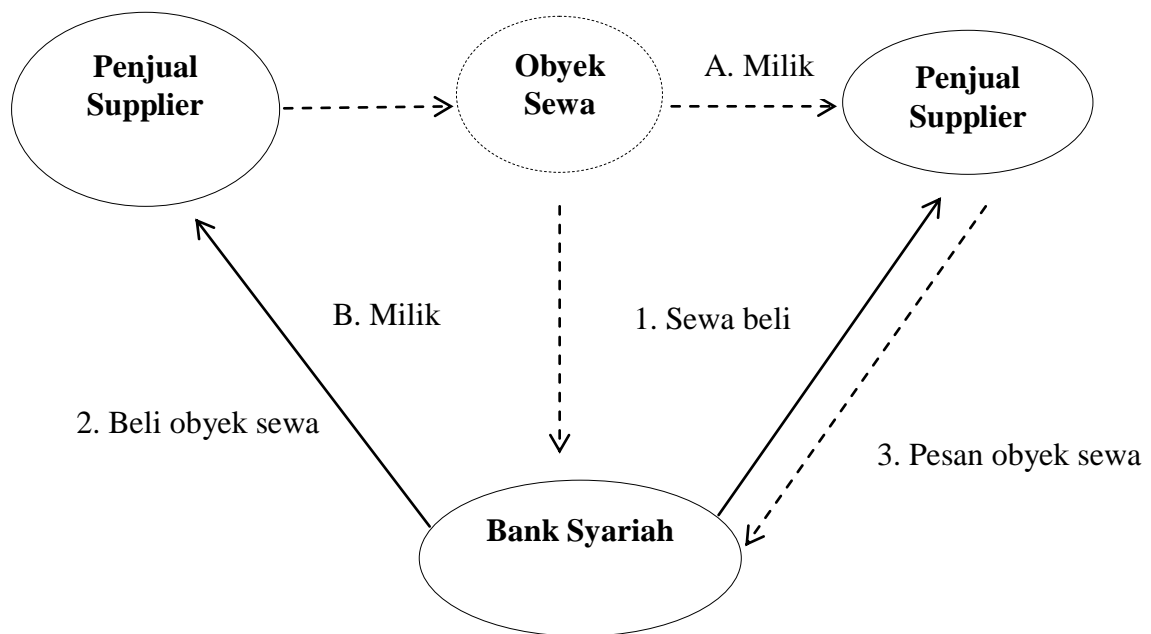 Penjual
Supplier
Obyek
Sewa
A. Milik
Penjual
Supplier
B. Milik
1. Sewa beli
2. Beli obyek sewa
3. Pesan obyek sewa
Bank Syariah